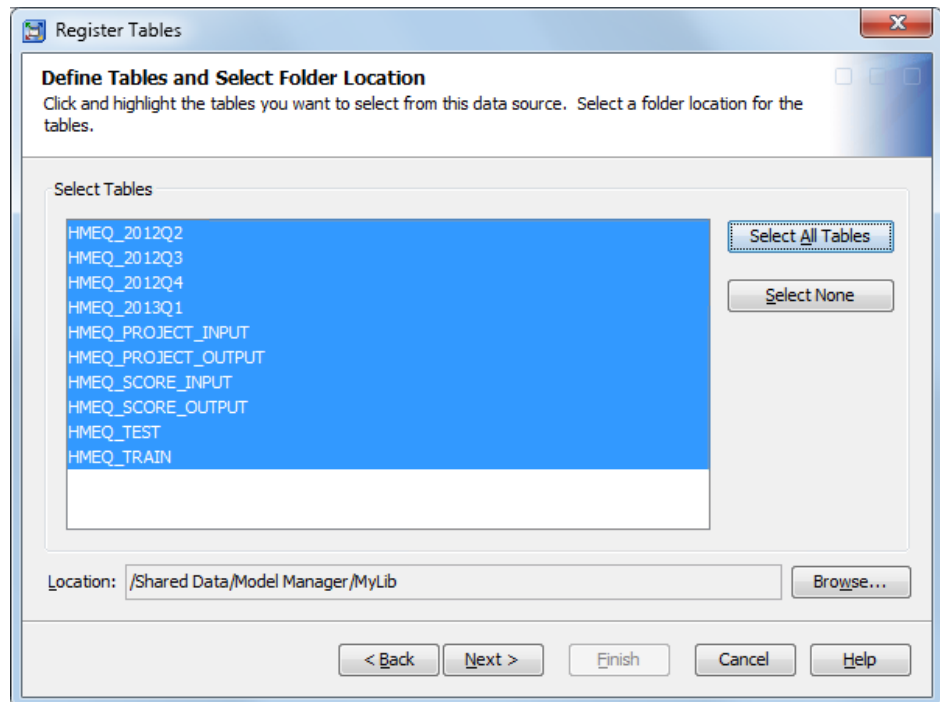 Register Tables
Define Tables and Select Folder Location
Click and highlight the tables you want to select from this data source. Select a folder location for the
tables.
Select Tables
HMEQ_2012Q2
HMEQ_2012Q3
HMEQ_2012Q4
HMEQ_2013Q1
HMEQ_PROJECT_INPUT
HMEQ_PROJECT_OUTPUT
HMEQ_SCORE_INPUT
HMEQ_SCORE_OUTPUT
HMEQ_TEST
HMEQ_TRAIN
Select All Tables
Select None
Location: /Shared Data/Model Manager/MyLib Browse...
< Back Next > Finish Cancel Help